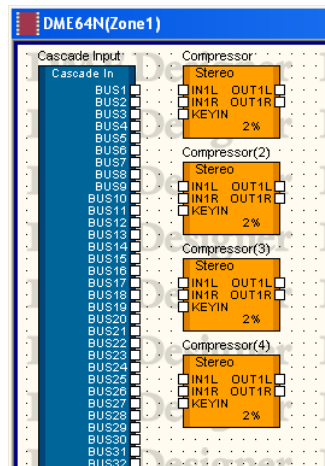 DME64N(Zone1)
Cascade Input
Cascade In
BUS1
BUS2
BUS3
BUS4
BUS5
BUS6
BUS7
BUS8
BUS9
BUS10
BUS11
BUS12
BUS13
BUS14
BUS15
BUS16
BUS17
BUS18
BUS19
BUS20
BUS21
BUS22
BUS23
BUS24
BUS25
BUS26
BUS27
BUS28
BUS29
BUS30
BUS31
BUS32
Compressor
Stereo
IN1L OUT1L
IN1R OUT1R
KEYIN
2%
Compressor(2)
Stereo
IN1L OUT1L
IN1R OUT1R
KEYIN
2%
Compressor(3)
Stereo
IN1L OUT1L
IN1R OUT1R
KEYIN
2%
Compressor(4)
Stereo
IN1L OUT1L
IN1R OUT1R
KEYIN
2%